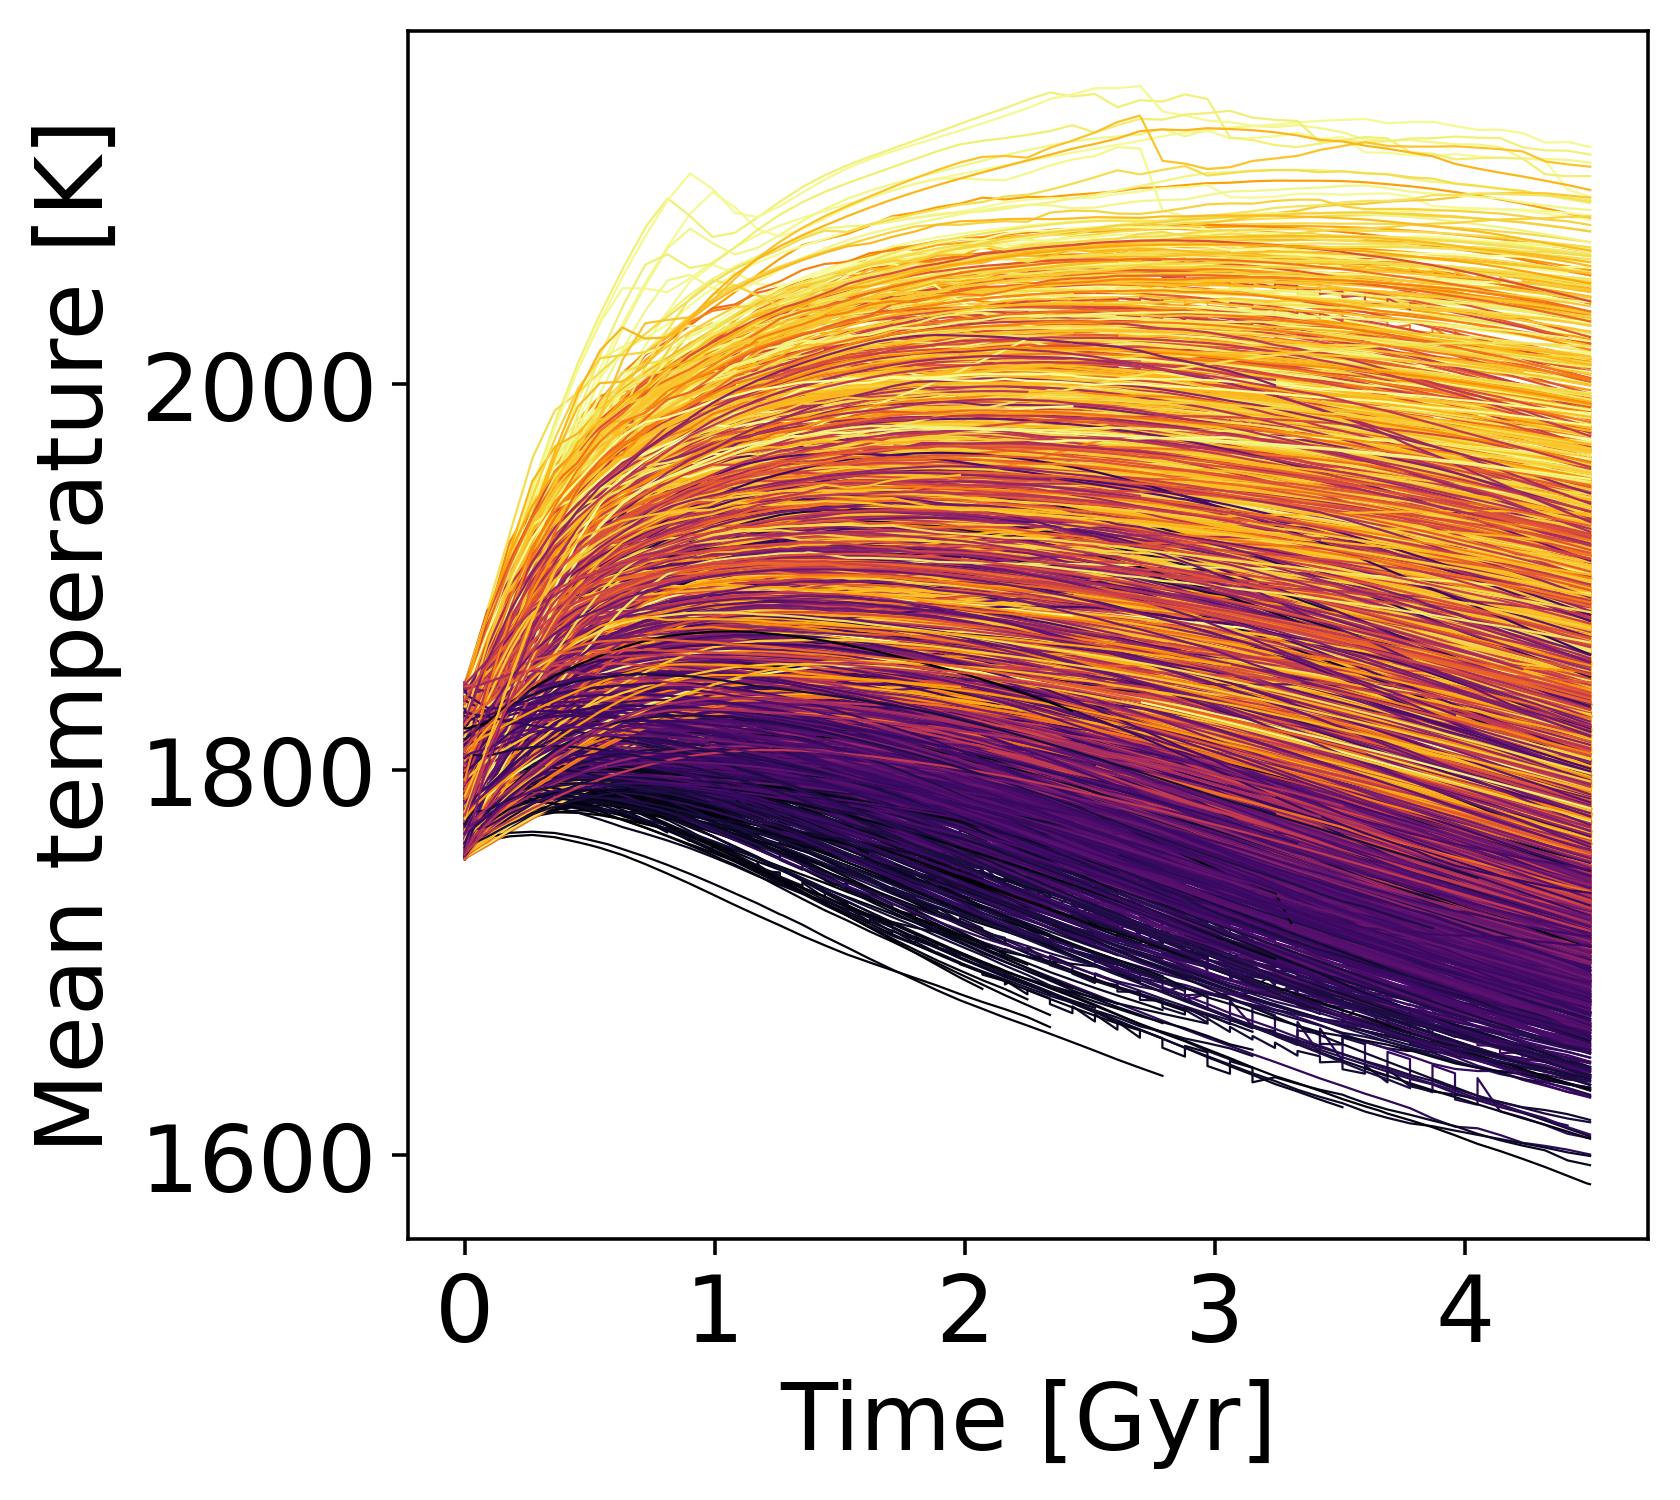 Mean temperature [K]
2000
1800
1600
0 1 2 3 4
Time [Gyr]